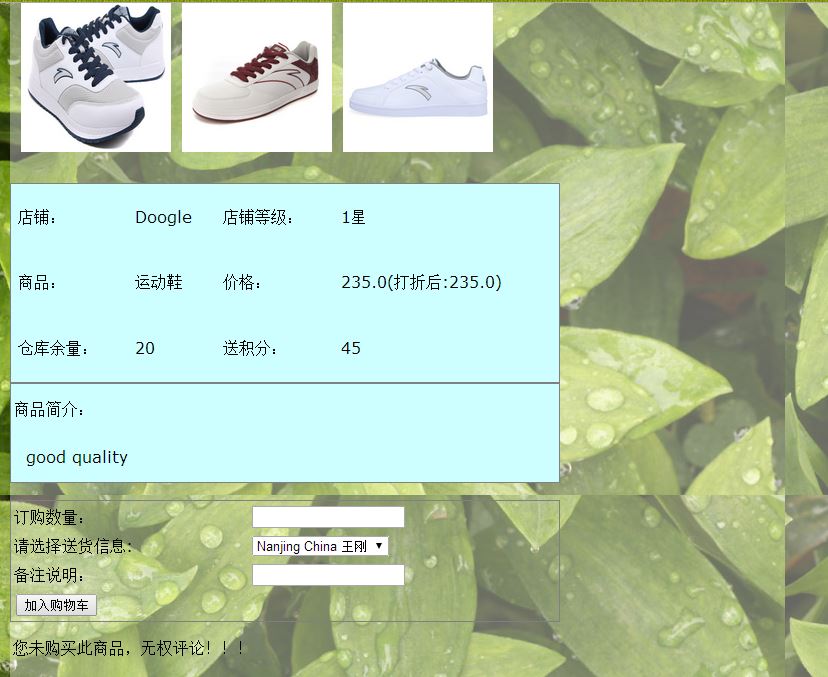 店铺： Doogle 店铺等级： 1星
商品： 运动鞋 价格： 235.0(打折后:235.0)
仓库余量： 20 送积分： 45
商品简介：
good quality
订购数量：
请选择送货信息： Nanjing China 王刚
备注说明：
加入购物车
您未购买此商品，无权评论！！！